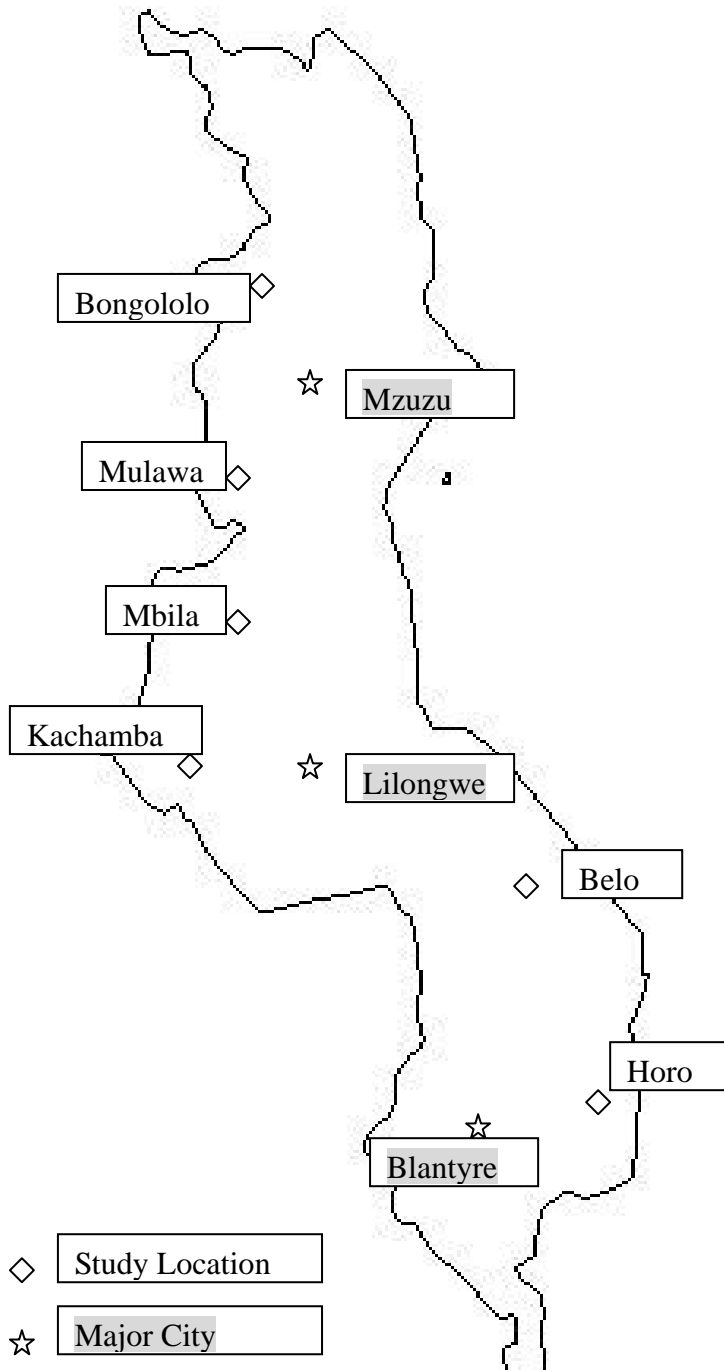 Bongololo
Mzuzu
Mulawa
Mbila
Kachamba
Lilongwe
Belo
Horo
Blantyre
Study Location
Major City